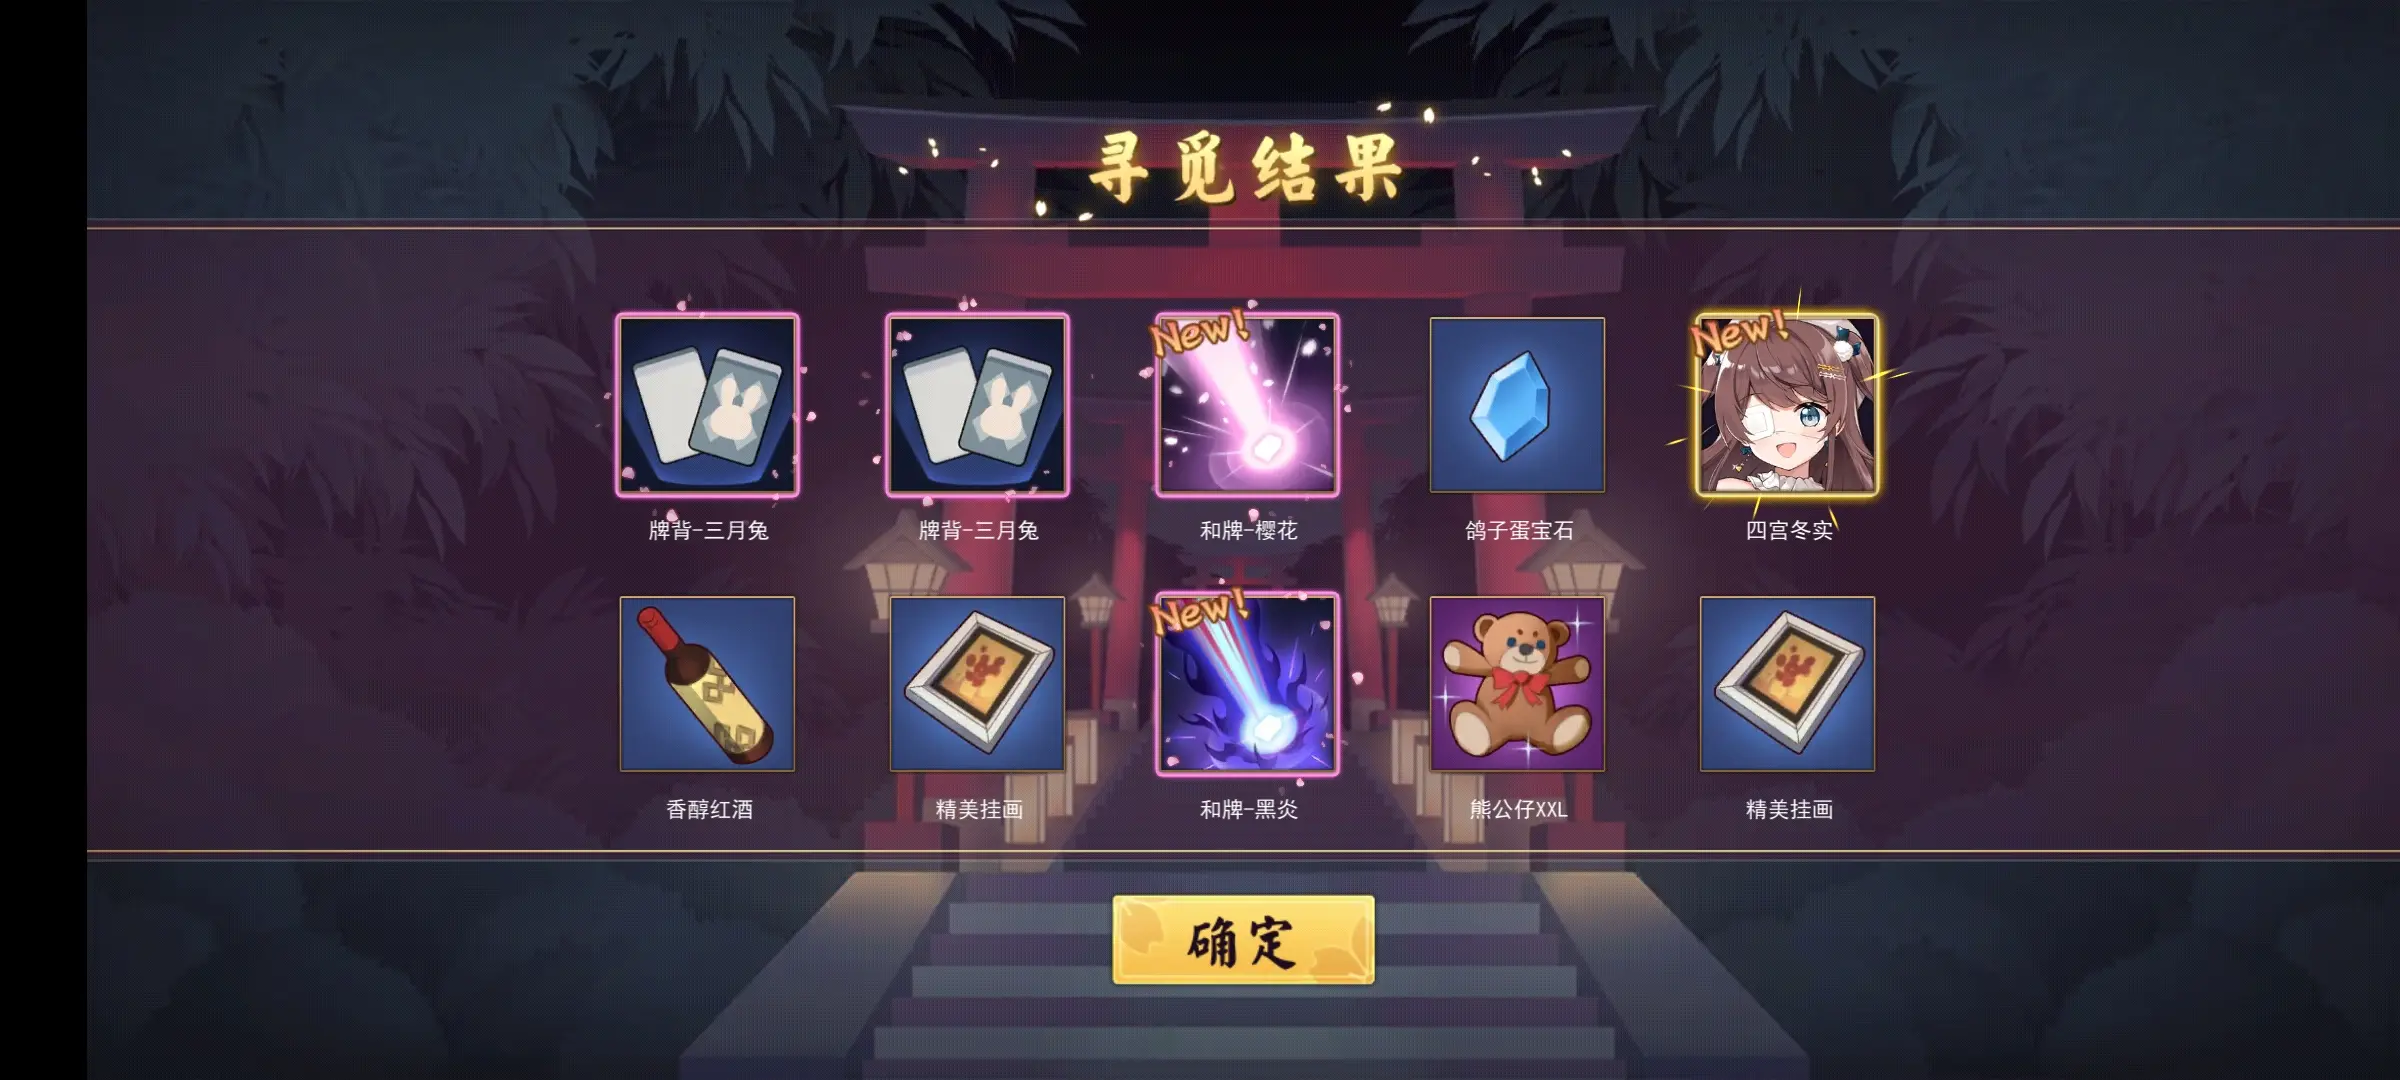 寻觅结果
New!
New!
牌背-三月兔
牌背-三月兔
和牌-樱花
鸽子蛋宝石
四宫冬实
New!
香醇红酒
精美挂画
和牌-黑炎
熊公仔XXL
精美挂画
确定